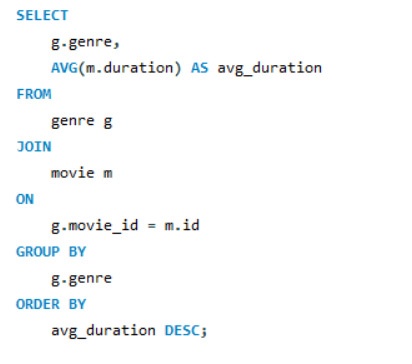 SELECT
g.genre,
AVG(m.duration) AS avg_duration
FROM
genre g
JOIN
movie m
ON
g.movie_id = m.id
GROUP BY
g.genre
ORDER BY
avg_duration DESC;